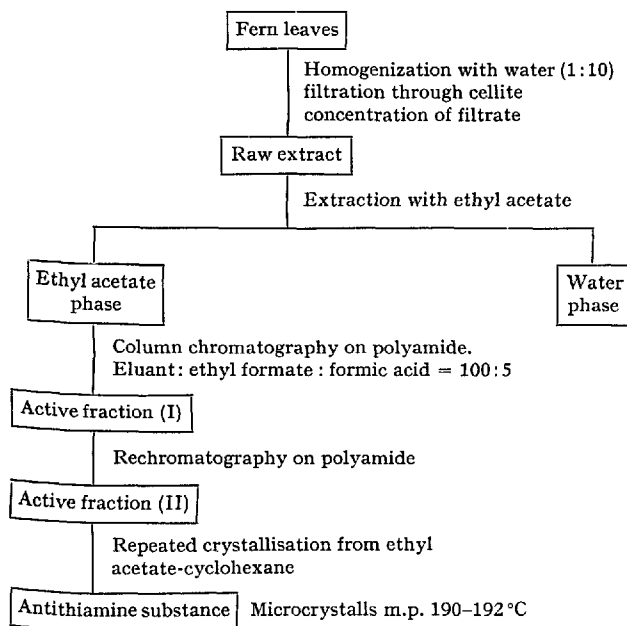 Fern leaves
Homogenization with water (1:10)
filtration through cellite
concentration of filtrate
Raw extract
Extraction with ethyl acetate
Ethyl acetate
phase
Water
phase
Column chromatography on polyamide.
Eluant: ethyl formate : formic acid = 100:5
Active fraction (I)
Rechromatography on polyamide
Active fraction (II)
Repeated crystallisation from ethyl
acetate-cyclohexane
Antithiamine substance
Microcrystalls m.p. 190–192 °C